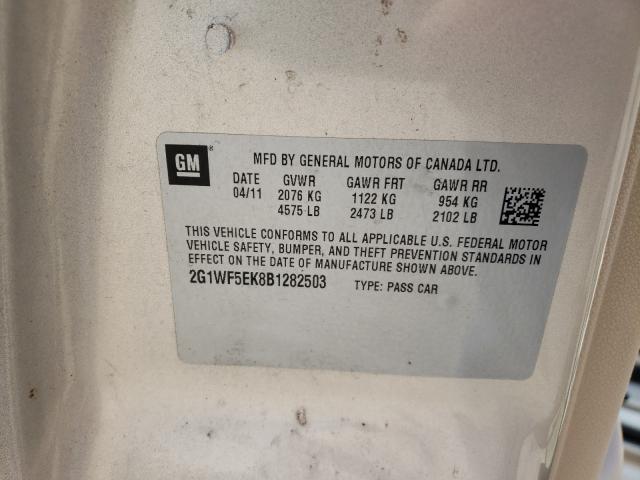 GM ® MFD BY GENERAL MOTORS OF CANADA LTD.
DATE GVWR GAWR FRT GAWR RR
04/11 2076 KG 1122 KG 954 KG
4575 LB 2473 LB 2102 LB
THIS VEHICLE CONFORMS TO ALL APPLICABLE U.S. FEDERAL MOTOR
VEHICLE SAFETY, BUMPER, AND THEFT PREVENTION STANDARDS IN
EFFECT ON THE DATE OF MANUFACTURE SHOWN ABOVE.
2G1WF5EK8B1282503 TYPE: PASS CAR